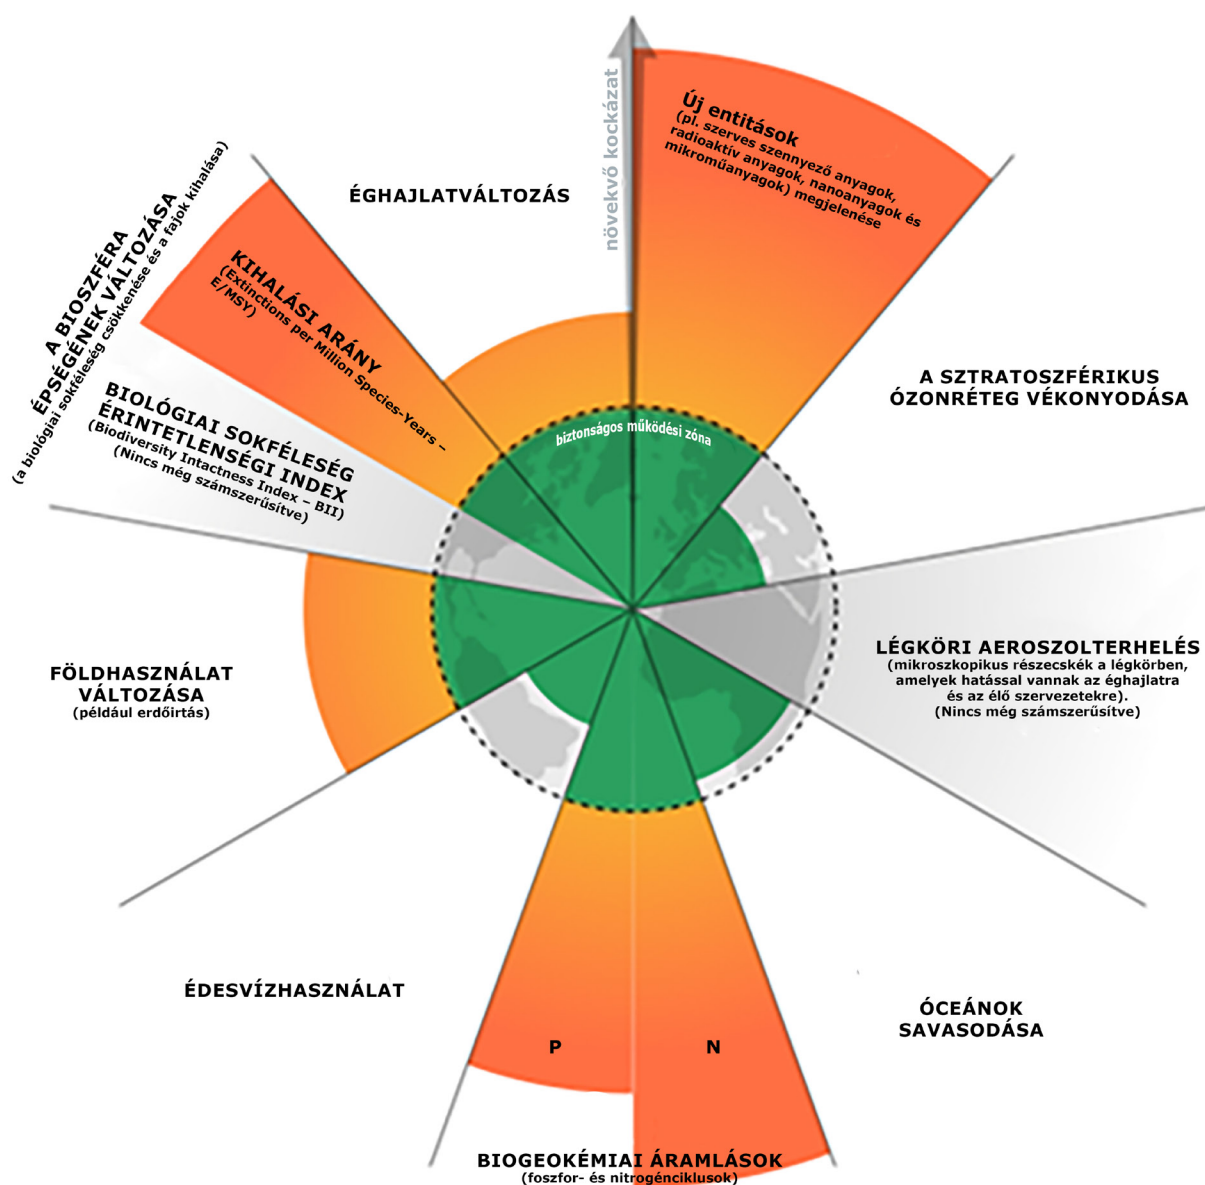 növekvő kockázat
Új entitások
(pl. szerves szennyező anyagok,
radioaktív anyagok, nanoanyagok és
mikroműanyagok) megjelenése
ÉGHAJLATVÁLTOZÁS
A BIOSZFÉRA
ÉPSÉGÉNEK VÁLTOZÁSA
(a biológiai sokféleség csökkenése és a fajok kihalása)
KIHALÁSI ARÁNY
(Extinctions per Million Species-Years –
E/MSY)
BIOLÓGIAI SOKFÉLESÉG
ÉRINTETLENSÉGI INDEX
(Biodiversity Intactness Index – BII)
(Nincs még számszerűsítve)
biztonságos működési zóna
A SZTRATOSZFÉRIKUS
ÓZONRÉTEG VÉKONYODÁSA
LÉGKÖRI AEROSZOLTERHELÉS
(mikroszkopikus részecskék a légkörben,
amelyek hatással vannak az éghajlatra
és az élő szervezetekre).
(Nincs még számszerűsítve)
FÖLDHASZNÁLAT
VÁLTOZÁSA
(például erdőirtás)
ÉDESVÍZHASZNÁLAT
ÓCEÁNOK
SAVASODÁSA
P
N
BIOGEOKÉMIAI ÁRAMLÁSOK
(foszfor- és nitrogénciklusok)